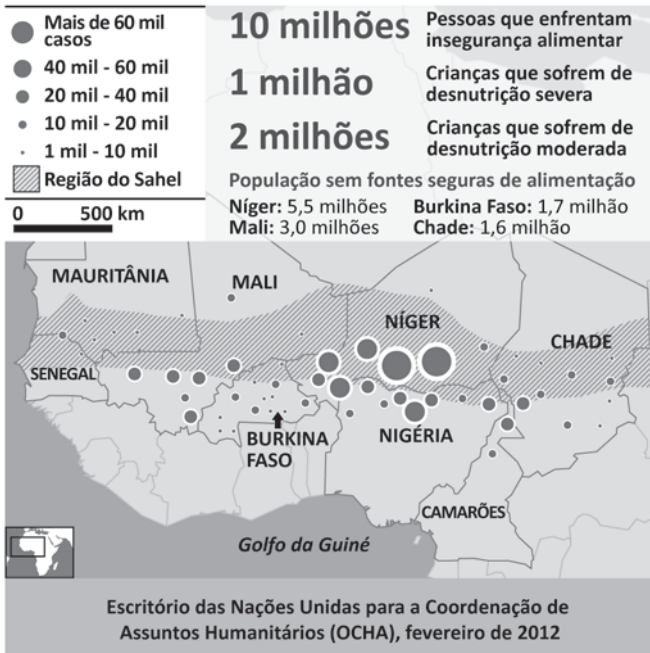 Mais de 60 mil
casos
40 mil - 60 mil
20 mil - 40 mil
10 mil - 20 mil
1 mil - 10 mil
Região do Sahel
0 500 km
10 milhões
Pessoas que enfrentam
insegurança alimentar
1 milhão
Crianças que sofrem de
desnutrição severa
2 milhões
Crianças que sofrem de
desnutrição moderada
População sem fontes seguras de alimentação
Níger: 5,5 milhões Burkina Faso: 1,7 milhão
Mali: 3,0 milhões Chade: 1,6 milhão
MAURITÂNIA
MALI
NÍGER
CHADE
SENEGAL
BURKINA
FASO
NIGÉRIA
CAMARÕES
Golfo da Guiné
Escritório das Nações Unidas para a Coordenação de
Assuntos Humanitários (OCHA), fevereiro de 2012